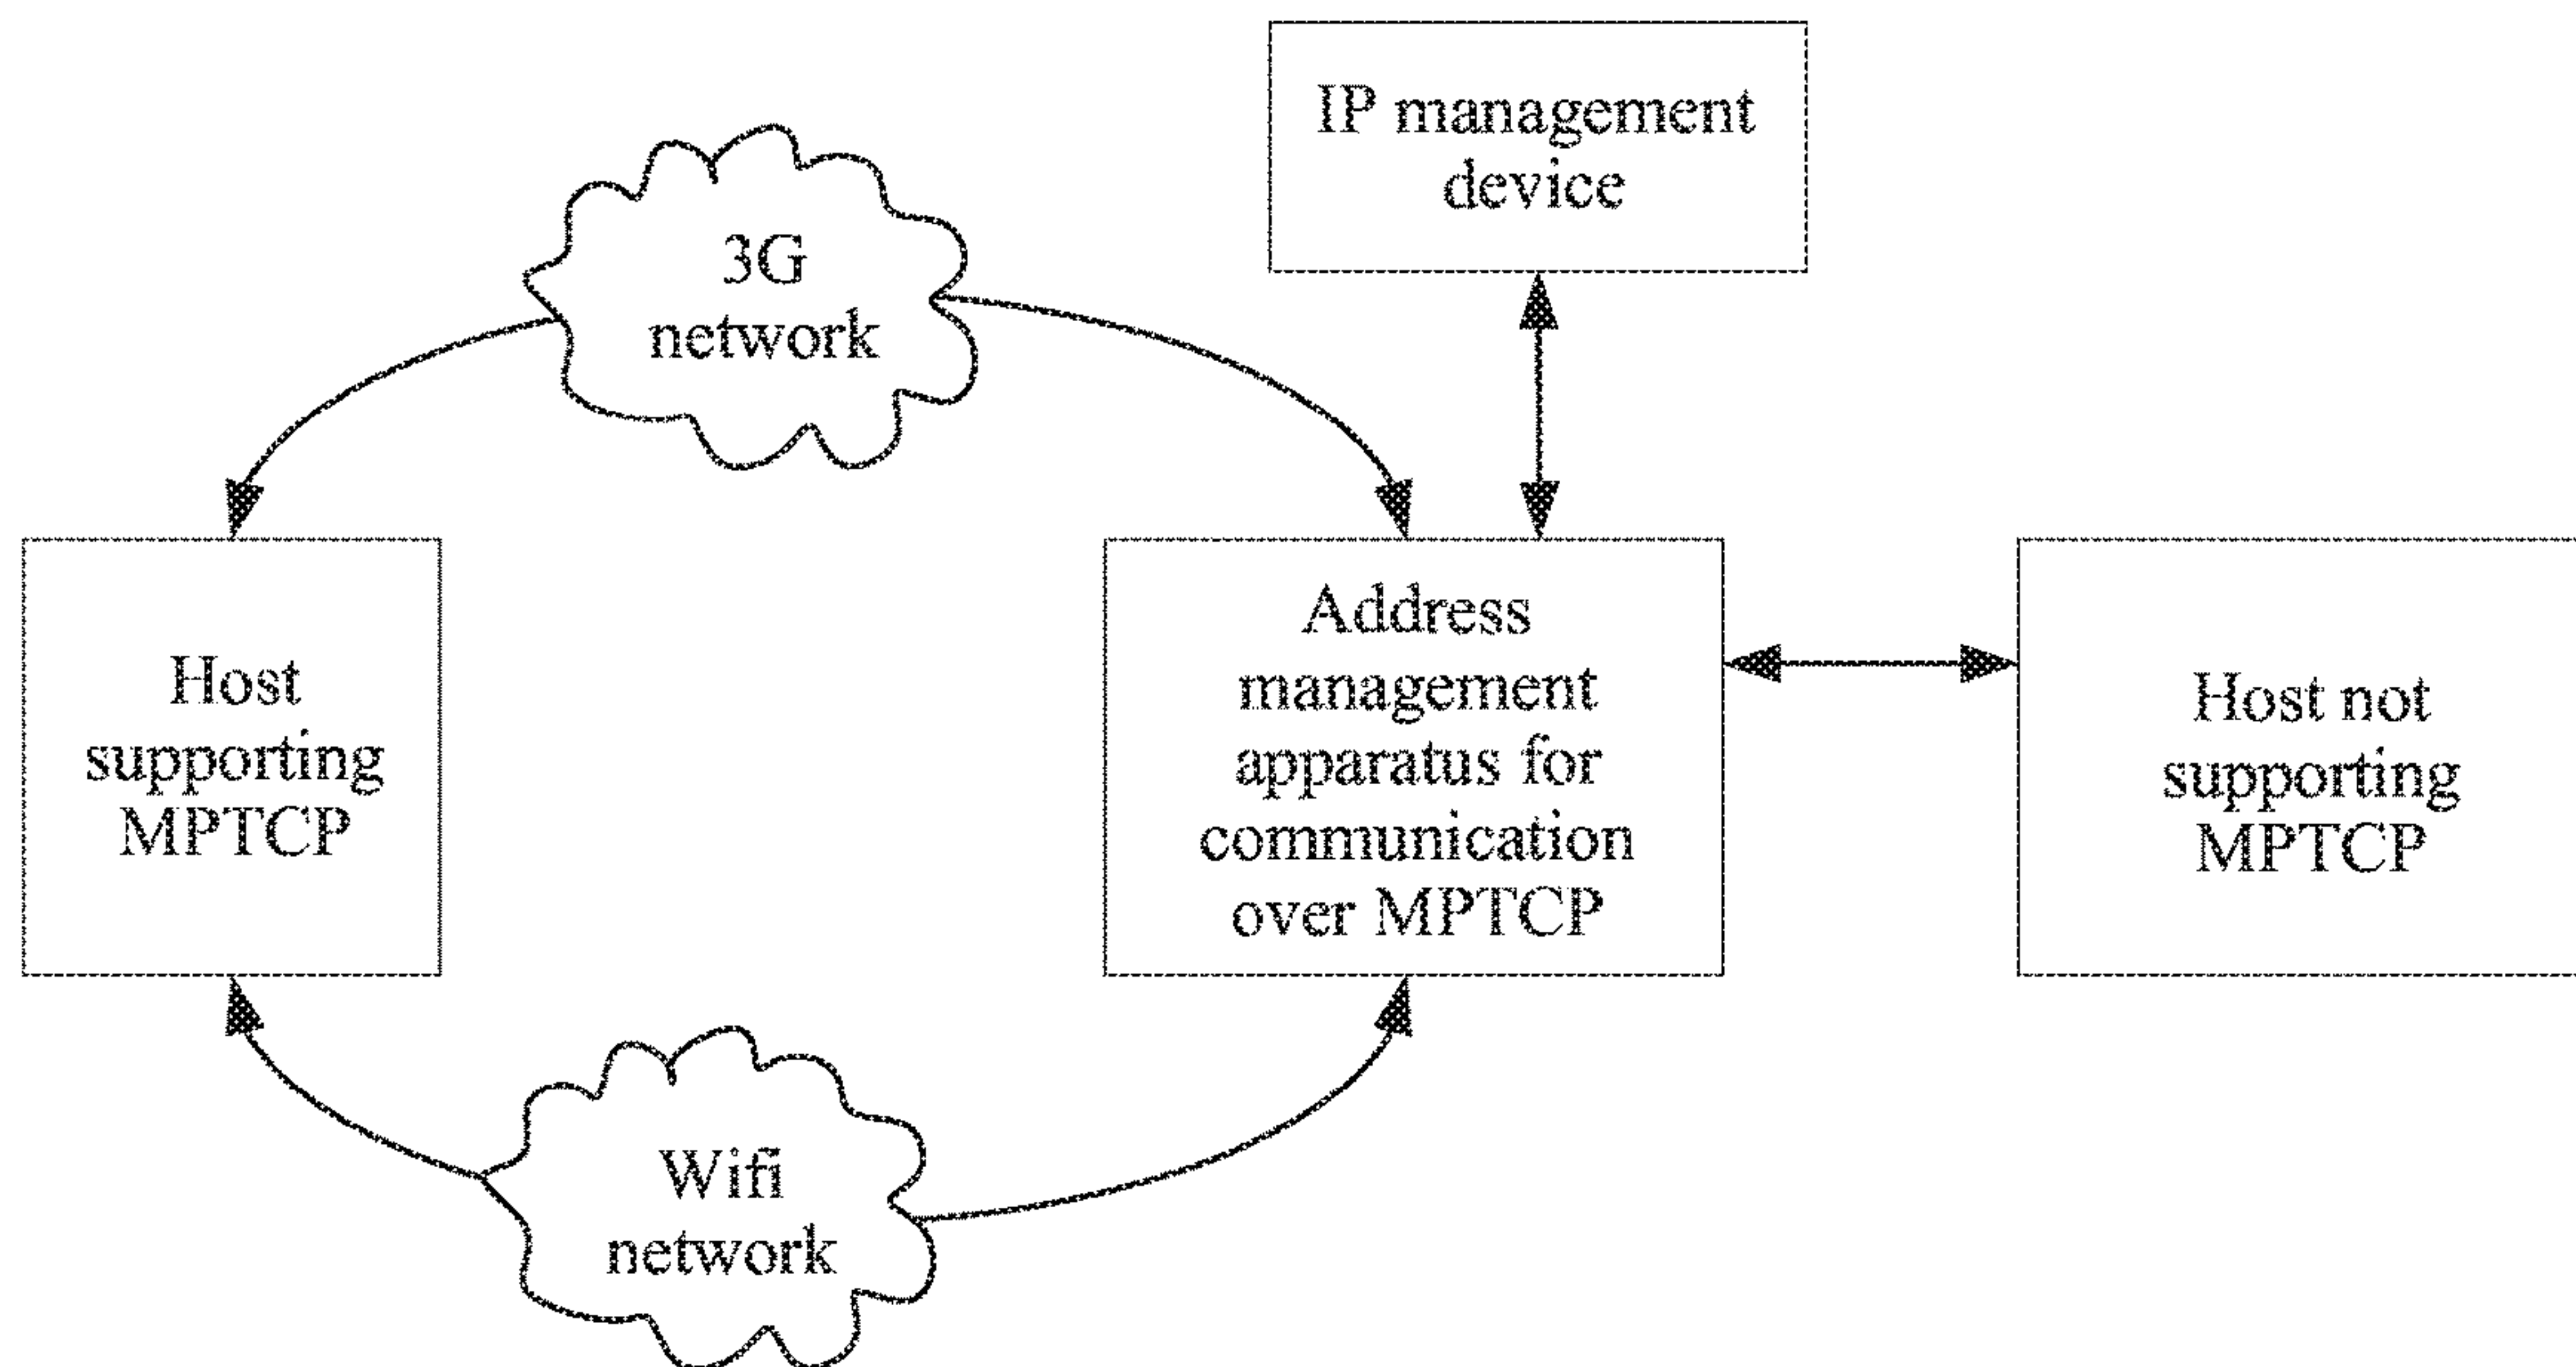 IP management
device
3G
network
Host
supporting
MPTCP
Address
management
apparatus for
communication
over MPTCP
Host not
supporting
MPTCP
Wifi
network